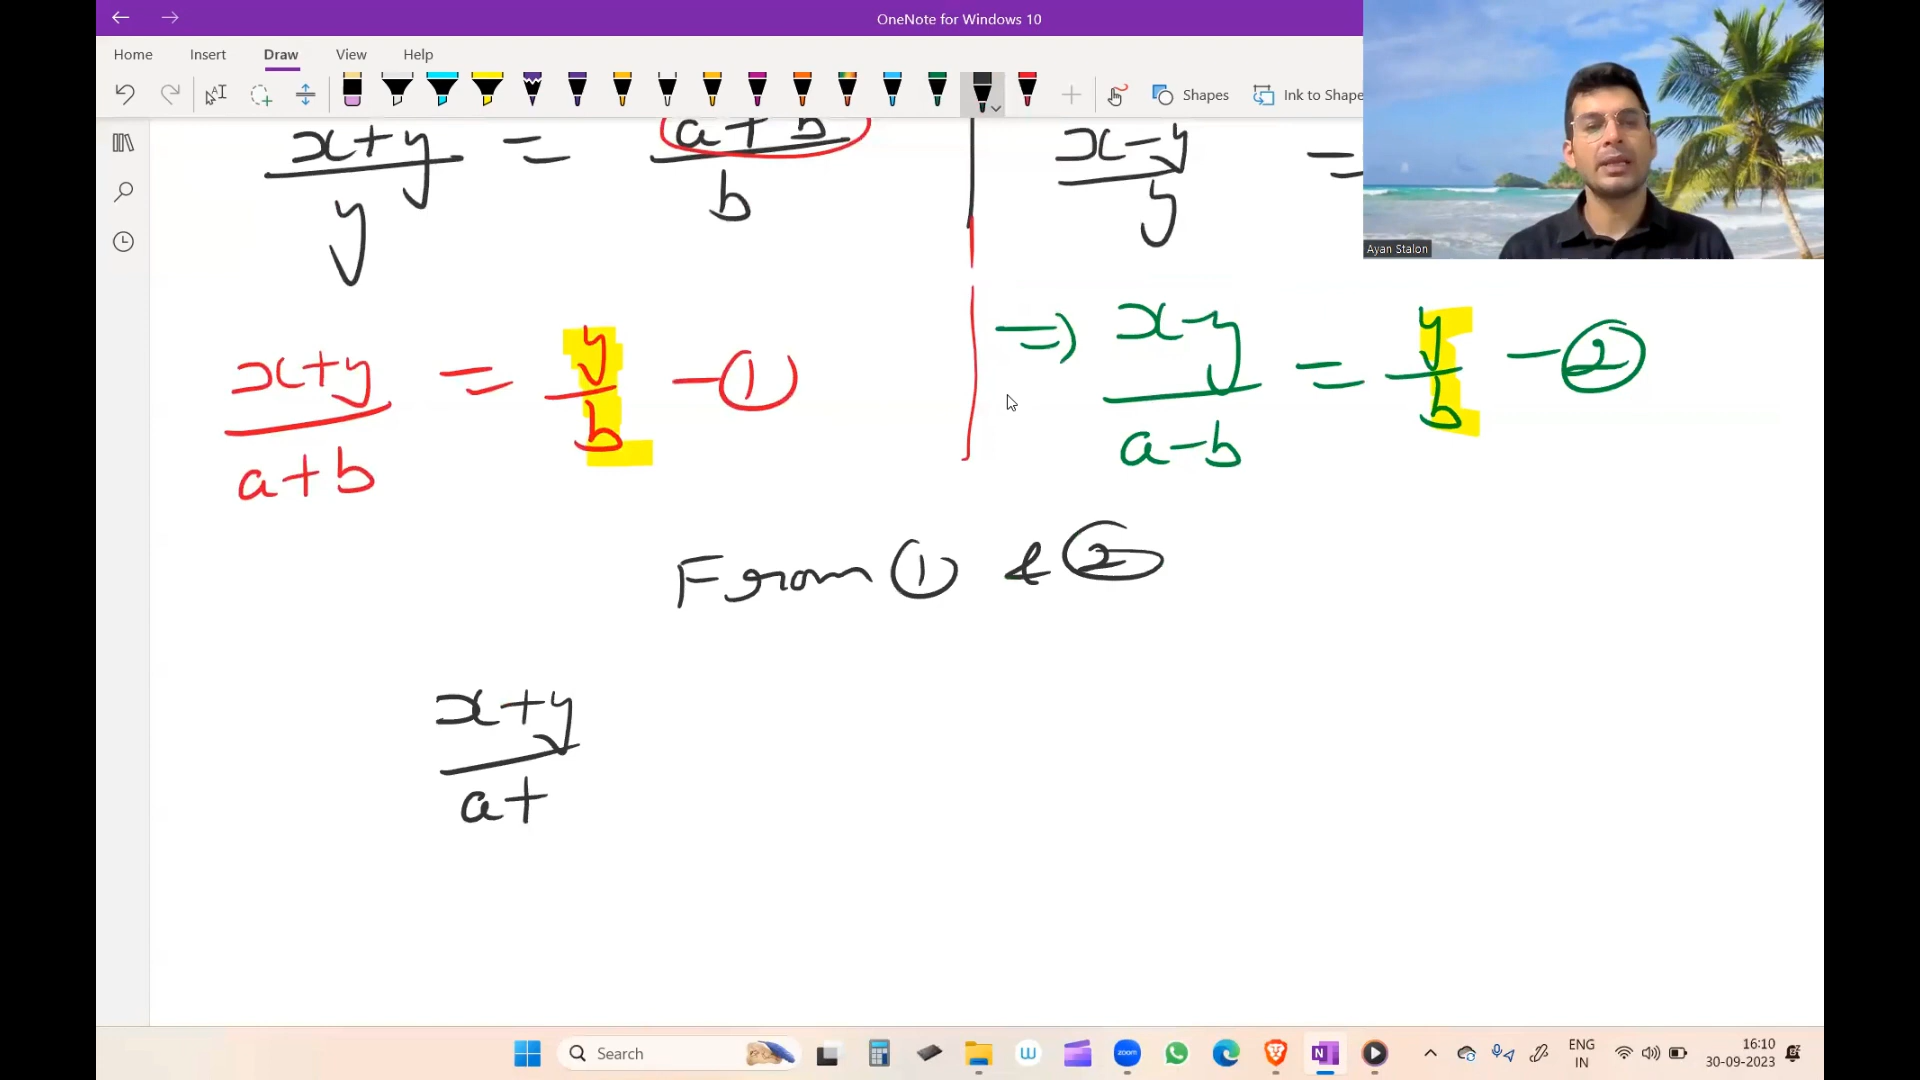 OneNote for Windows 10
Home Insert Draw View Help
Shapes Ink to Shape
Ayan Stalon
x+y / y = a+b / b
x-y / y =
x+y / a+b = y / b - ①
=> x-y / a-b = y / b - ②
From ① & ②
x+y / a+
Search
zoom
ENG
IN
16:10
30-09-2023